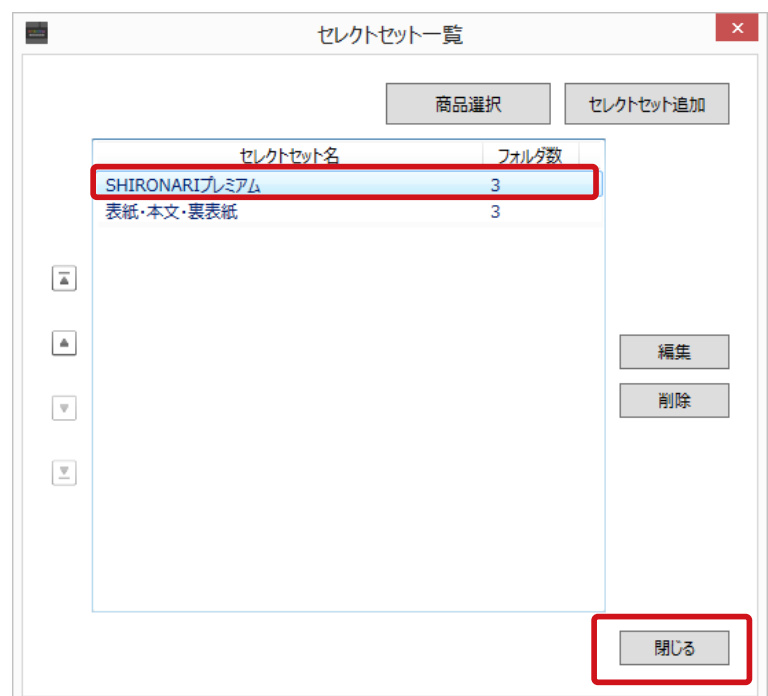 セレクトセット一覧
商品選択 セレクトセット追加
セレクトセット名 フォルダ数
SHIRONARIプレミアム 3
表紙・本文・裏表紙 3
編集
削除
閉じる